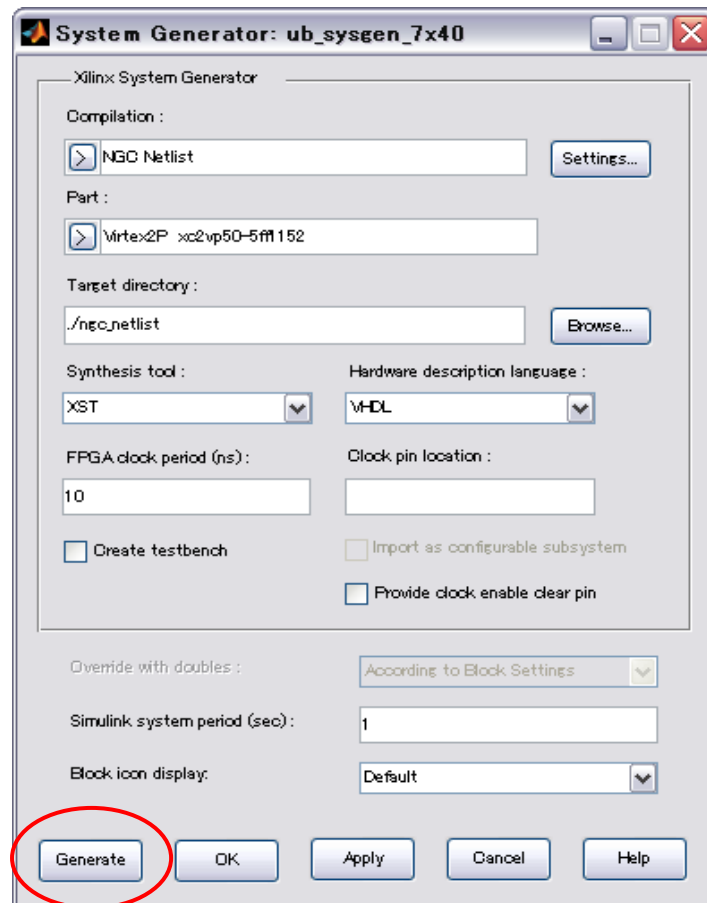 System Generator: ub_sysgen_7x40
Xilinx System Generator
Compilation :
> NGC Netlist
Settings...
Part :
> Virtex2P xc2vp50-5ff1152
Target directory :
./ngc_netlist
Browse...
Synthesis tool :
Hardware description language :
XST
VHDL
FPGA clock period (ns) :
Clock pin location :
10
Create testbench
Import as configurable subsystem
Provide clock enable clear pin
Override with doubles :
According to Block Settings
Simulink system period (sec) :
1
Block icon display:
Default
Generate
OK
Apply
Cancel
Help